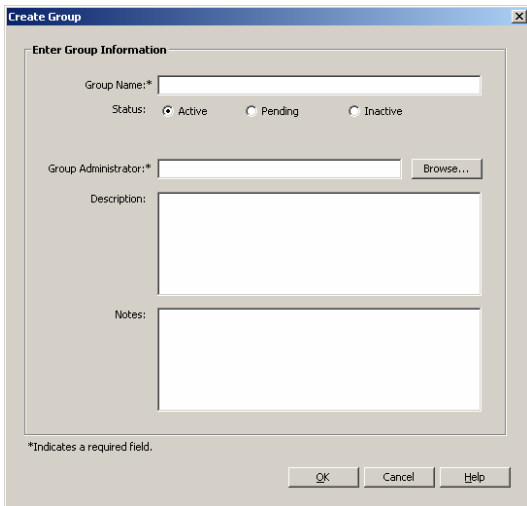 Create Group
Enter Group Information
Group Name:*
Status: Active Pending Inactive
Group Administrator:* Browse...
Description:
Notes:
*Indicates a required field.
OK Cancel Help